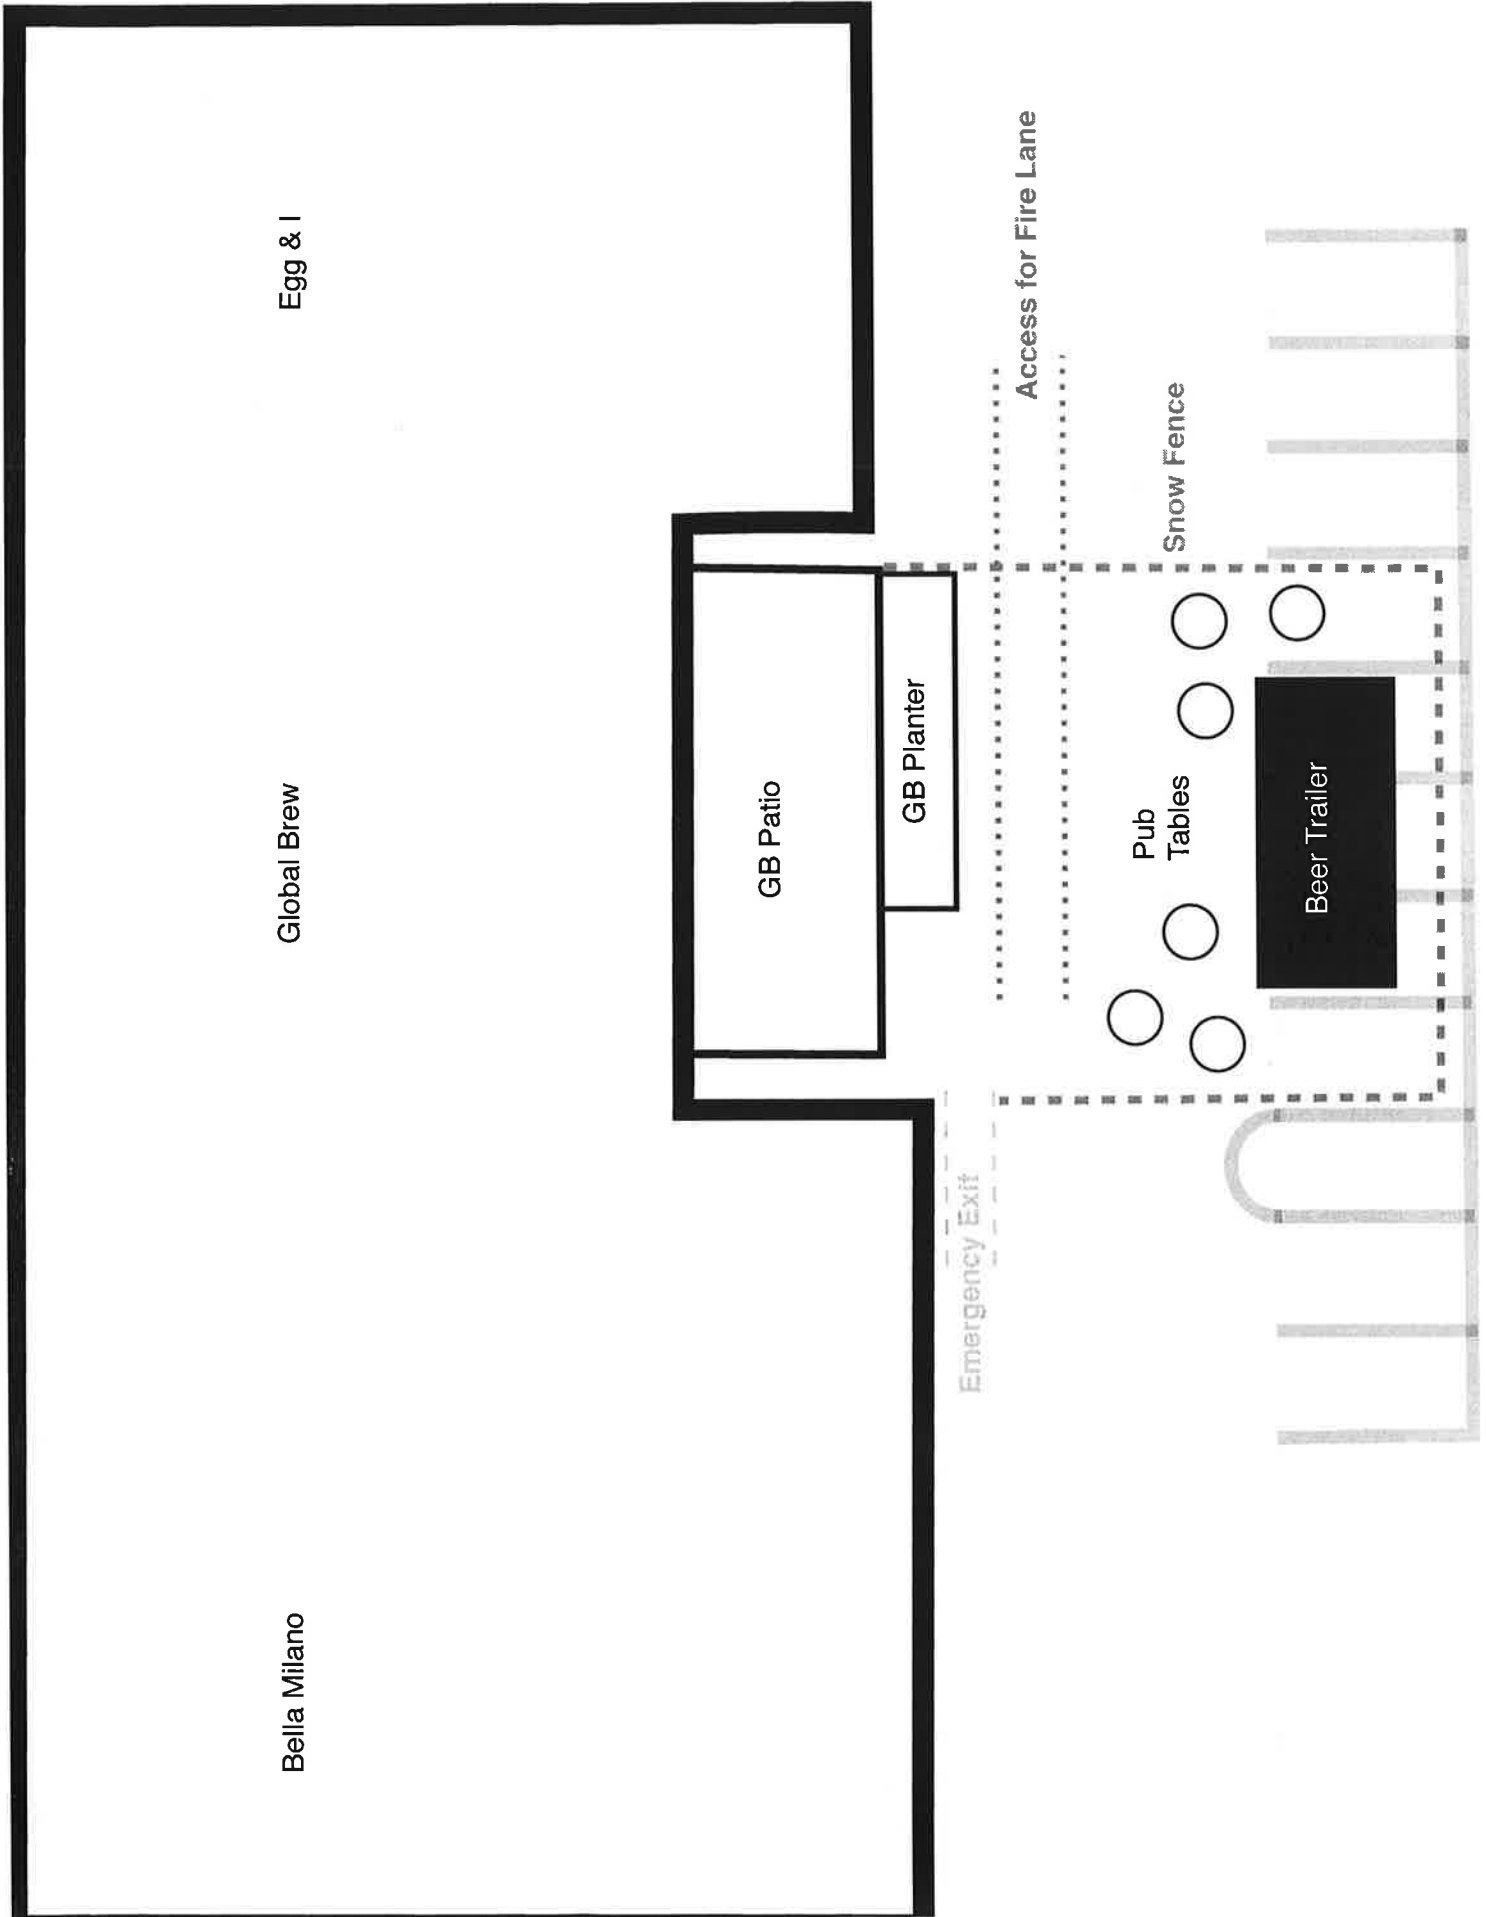 Bella Milano
Global Brew
Egg & I
GB Patio
GB Planter
Emergency Exit
Access for Fire Lane
Pub
Tables
Snow Fence
Beer Trailer